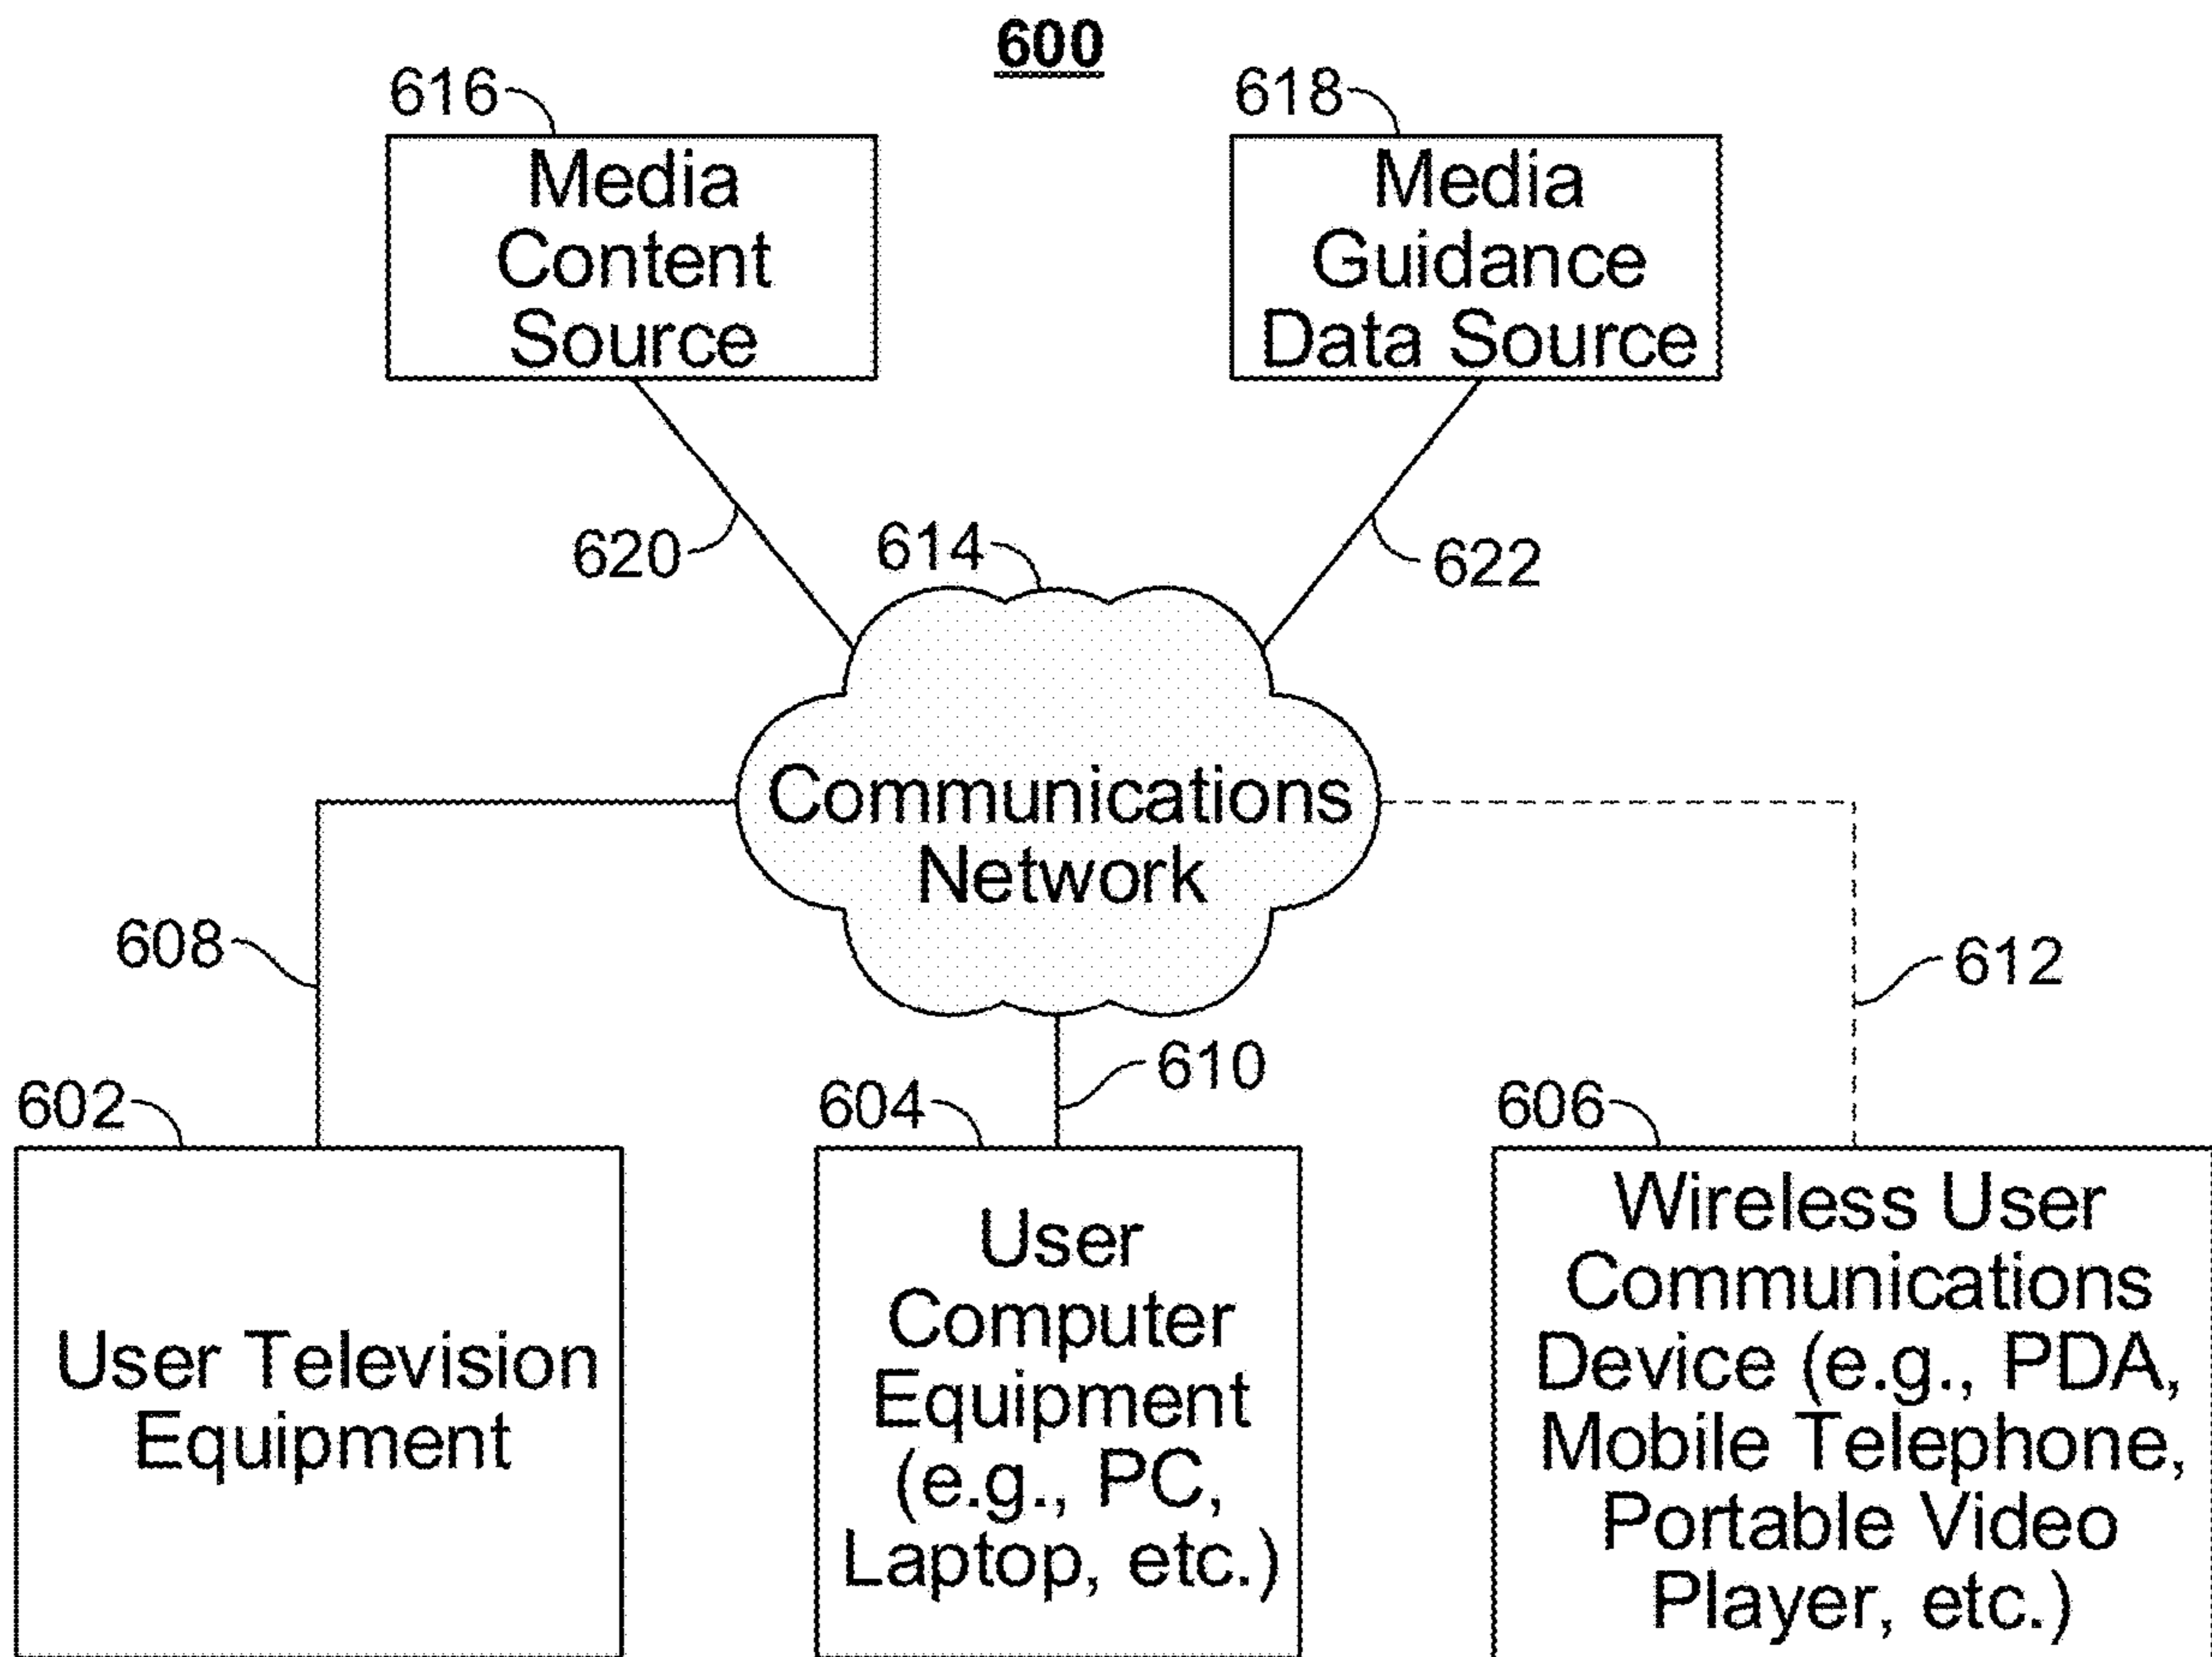 600
616
618
Media
Content
Source
Media
Guidance
Data Source
620
614
622
Communications
Network
608
612
610
602
604
606
User Television
Equipment
User
Computer
Equipment
(e.g., PC,
Laptop, etc.)
Wireless User
Communications
Device (e.g., PDA,
Mobile Telephone,
Portable Video
Player, etc.)